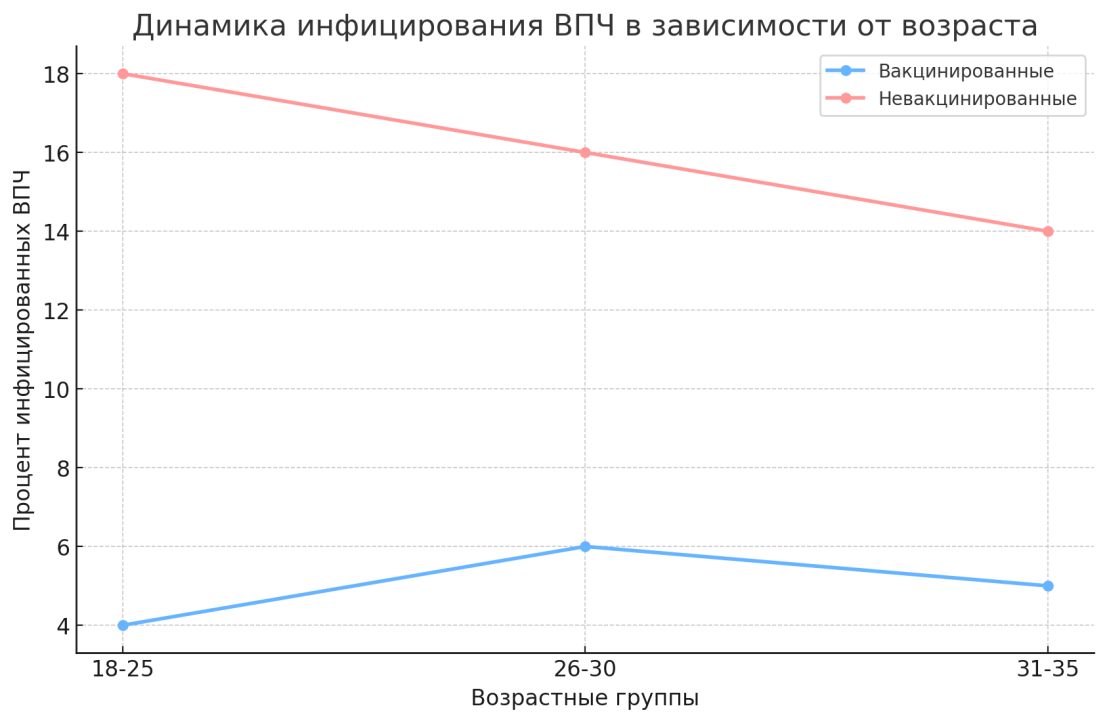 Динамика инфицирования ВПЧ в зависимости от возраста
Вакцинированные
Невакцинированные
Процент инфицированных ВПЧ
18
16
14
12
10
8
6
4
18-25
26-30
31-35
Возрастные группы